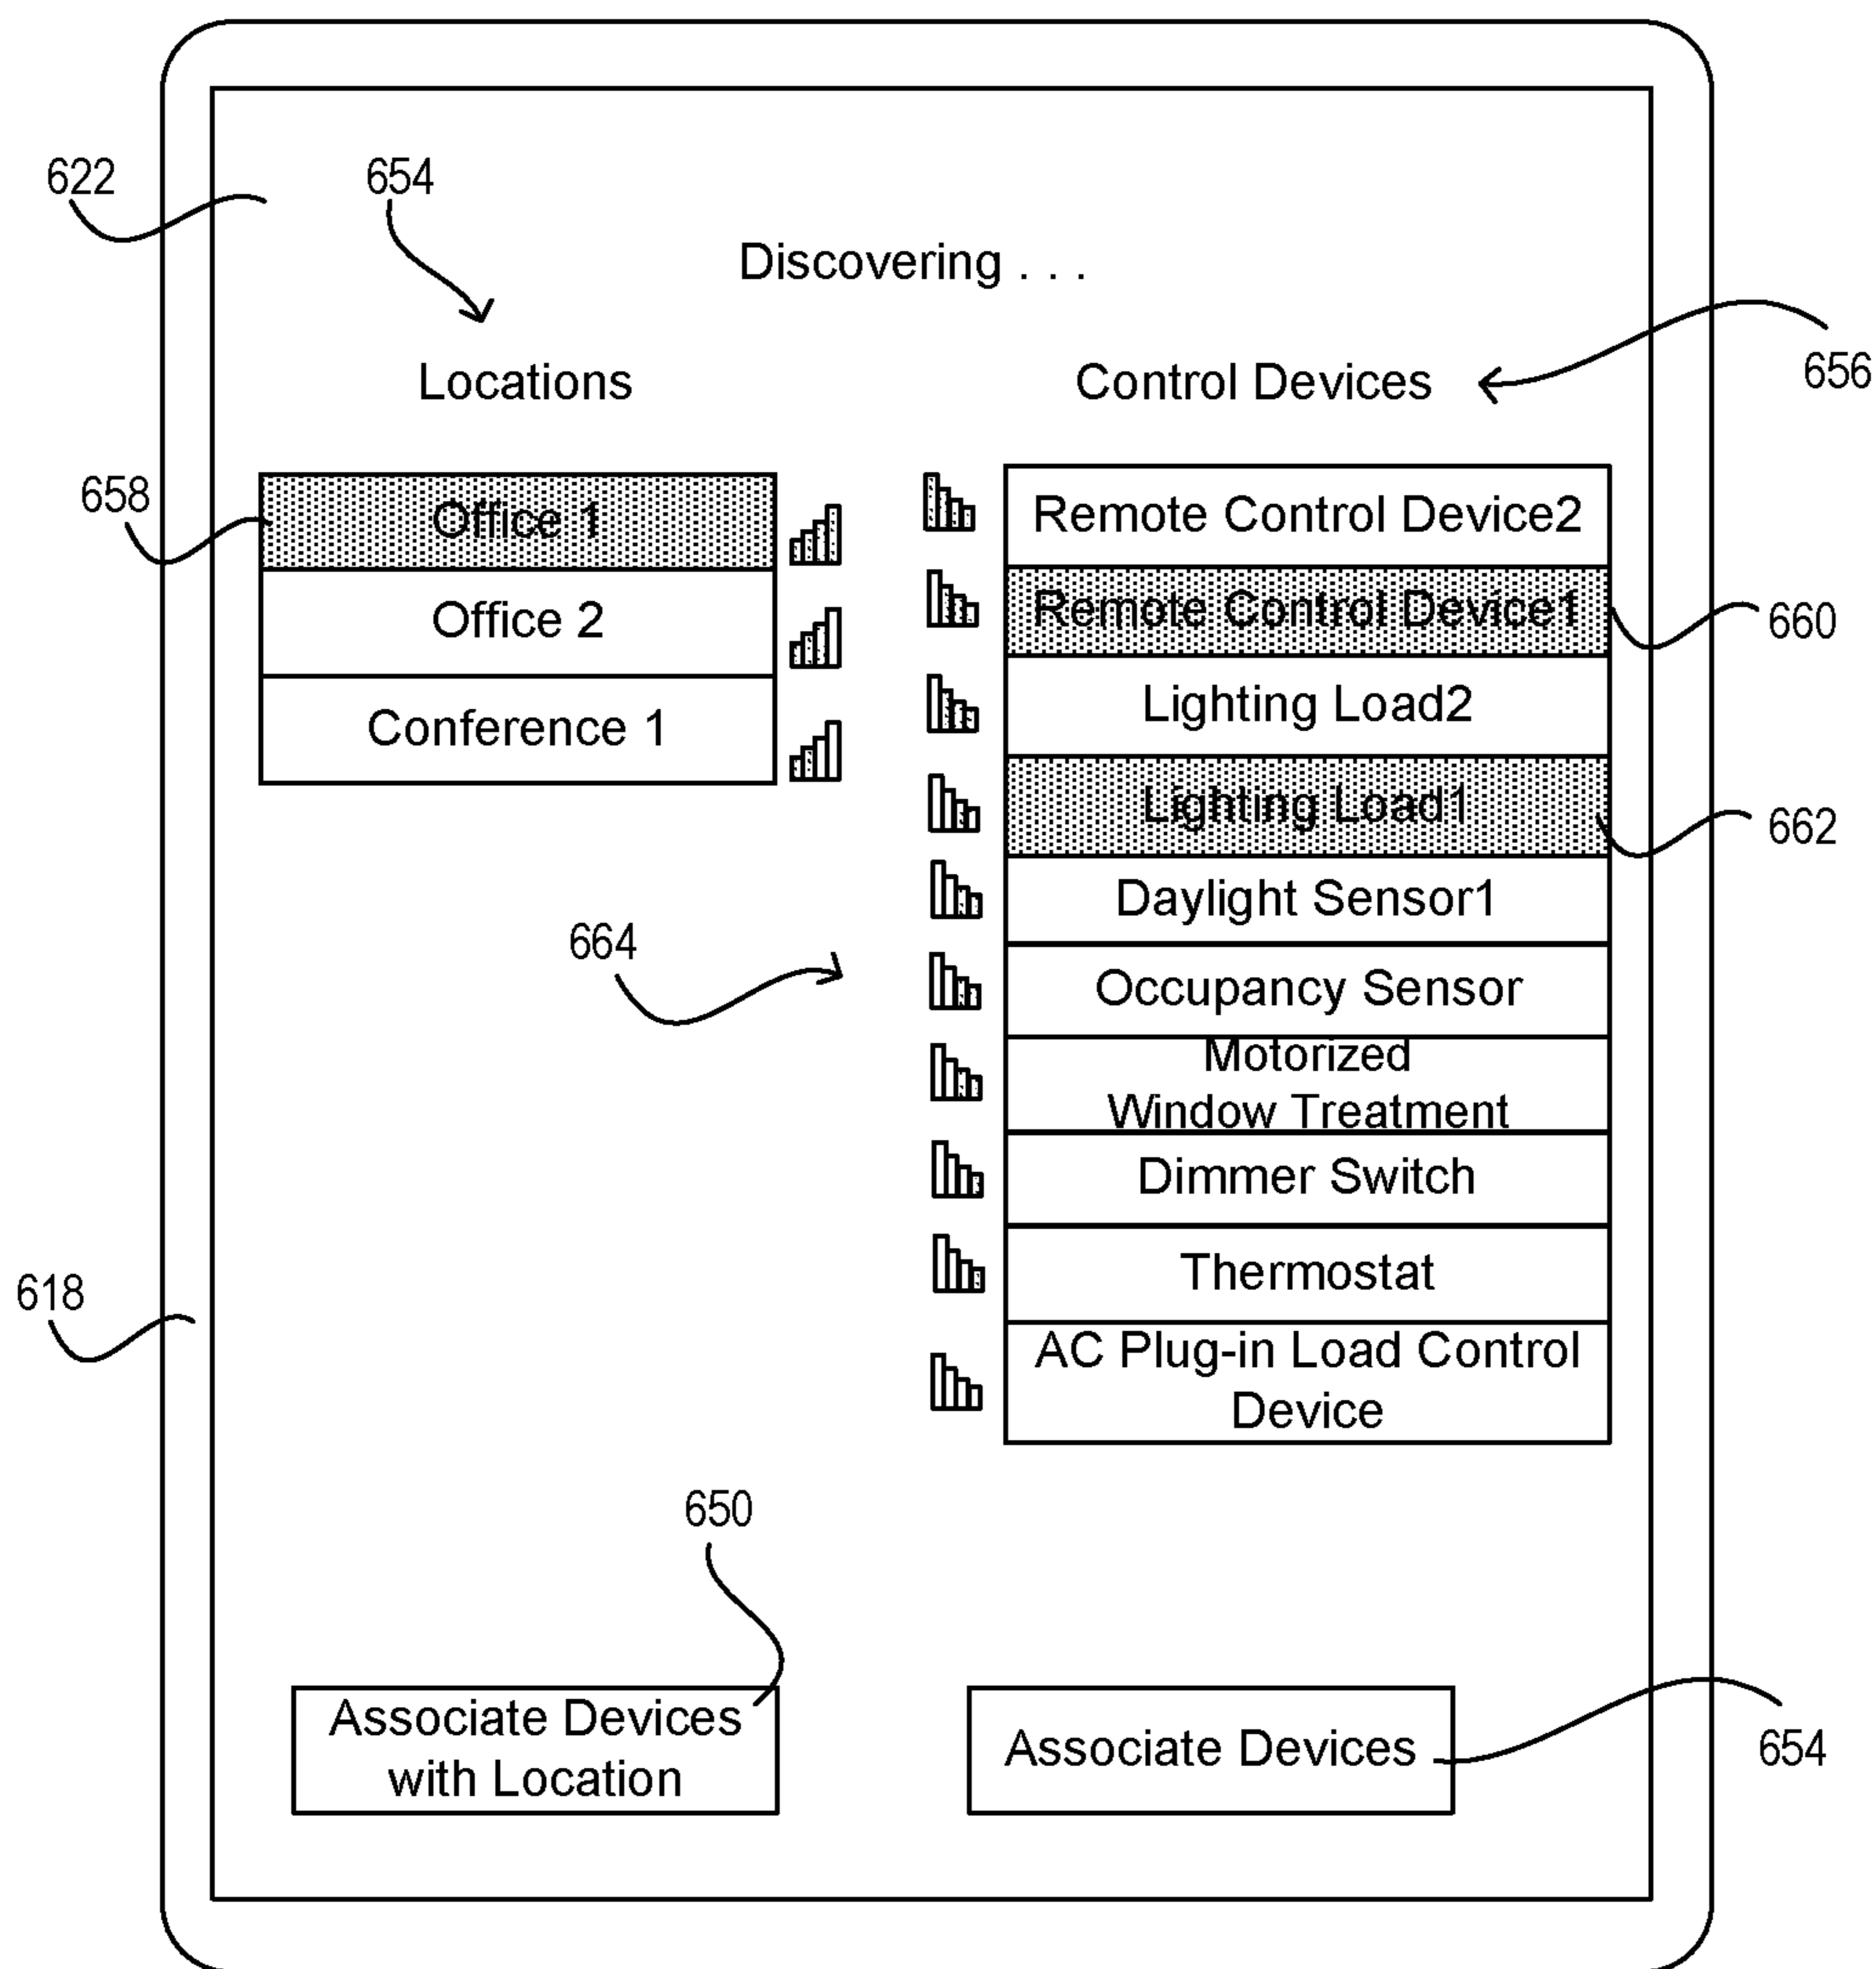 622
654
Discovering . . .
Locations
Control Devices
656
658
Office 1
Office 2
Conference 1
Remote Control Device2
Remote Control Device1
660
Lighting Load2
Lighting Load1
662
Daylight Sensor1
664
Occupancy Sensor
Motorized
Window Treatment
Dimmer Switch
618
Thermostat
AC Plug-in Load Control
Device
650
Associate Devices
with Location
Associate Devices
654